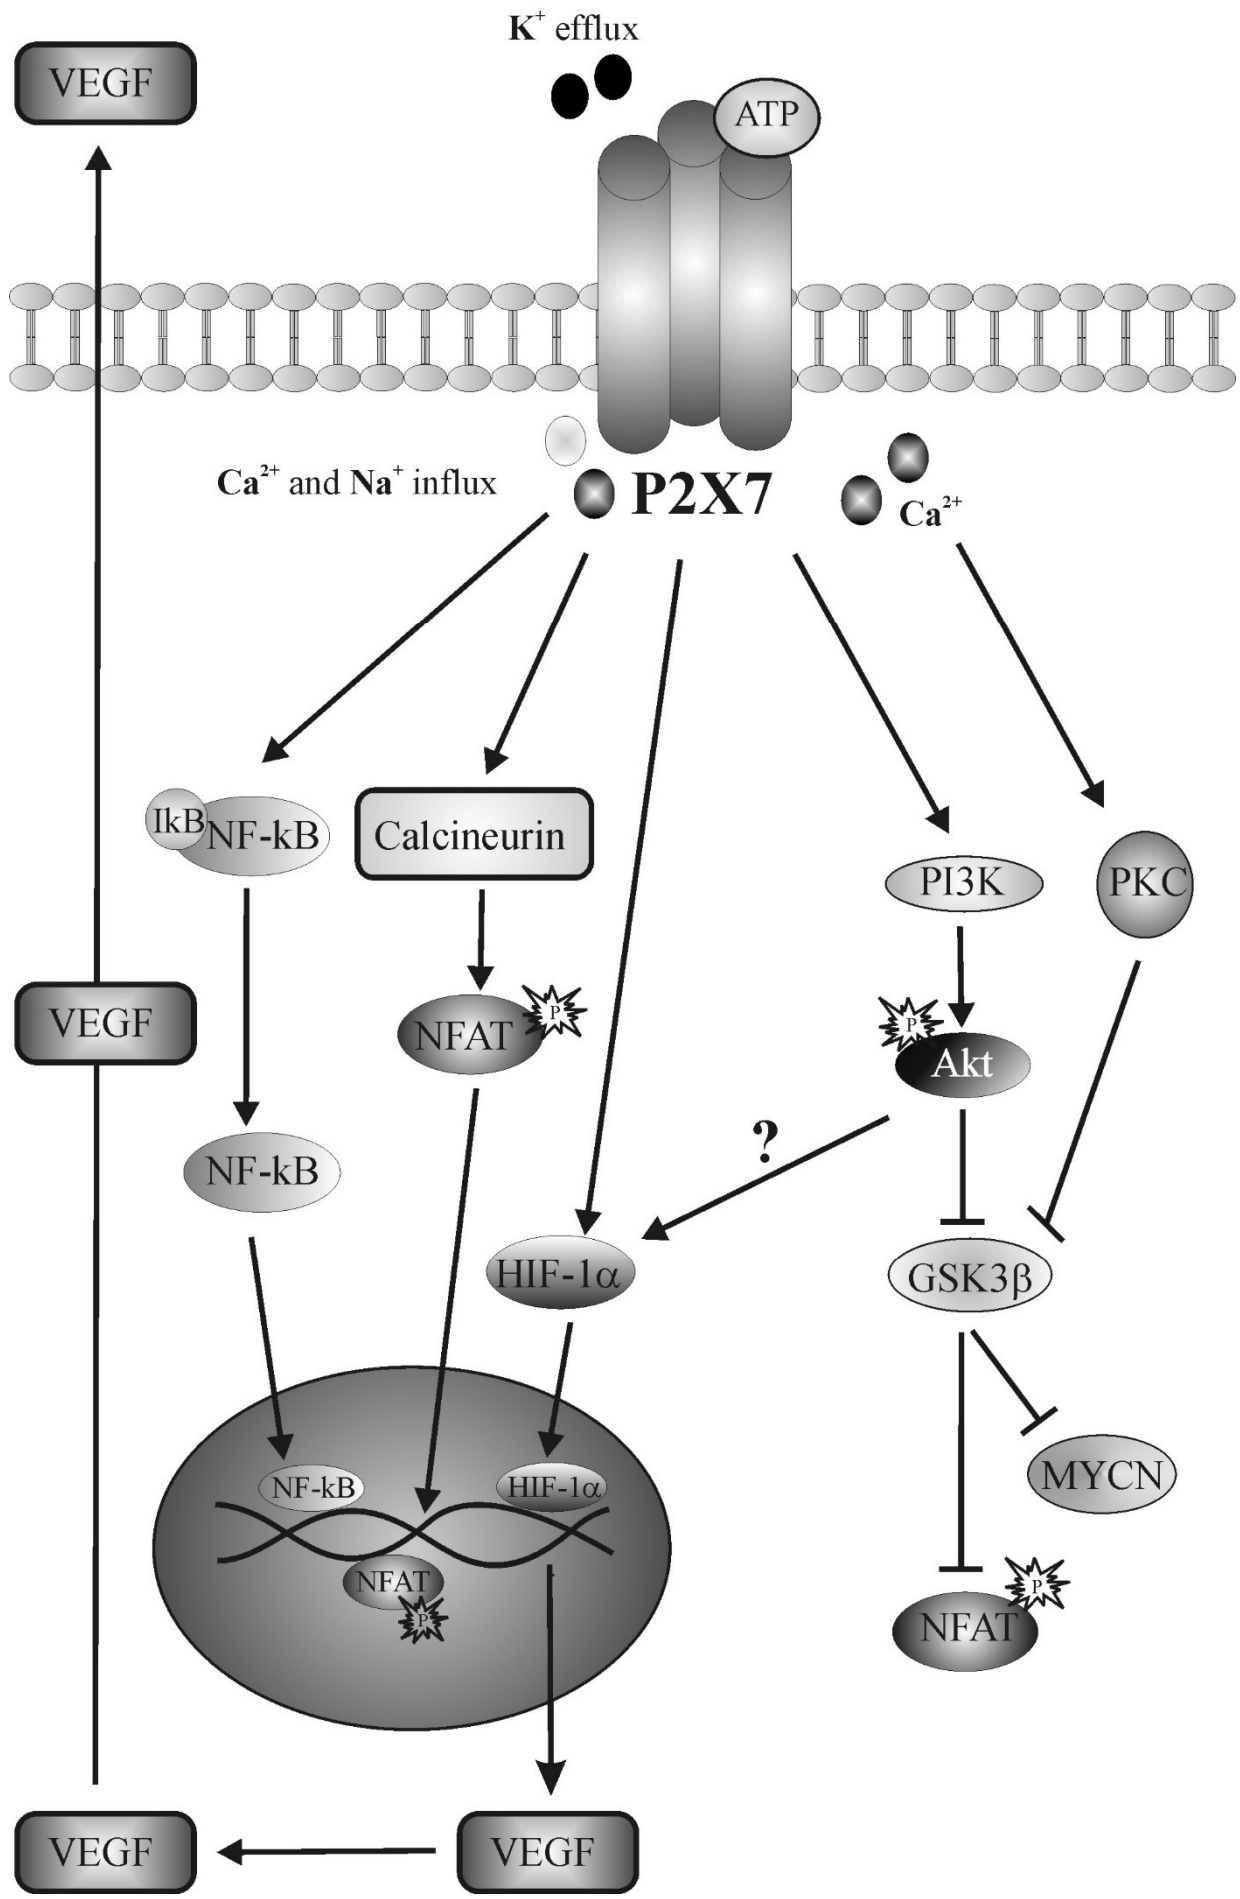 K⁺ efflux
VEGF
ATP
Ca²⁺ and Na⁺ influx
P2X7
Ca²⁺
IkB
NF-kB
Calcineurin
PI3K
PKC
VEGF
NFAT
P
P
Akt
?
NF-kB
HIF-1α
GSK3β
NF-kB
HIF-1α
MYCN
NFAT
P
P
NFAT
VEGF
VEGF